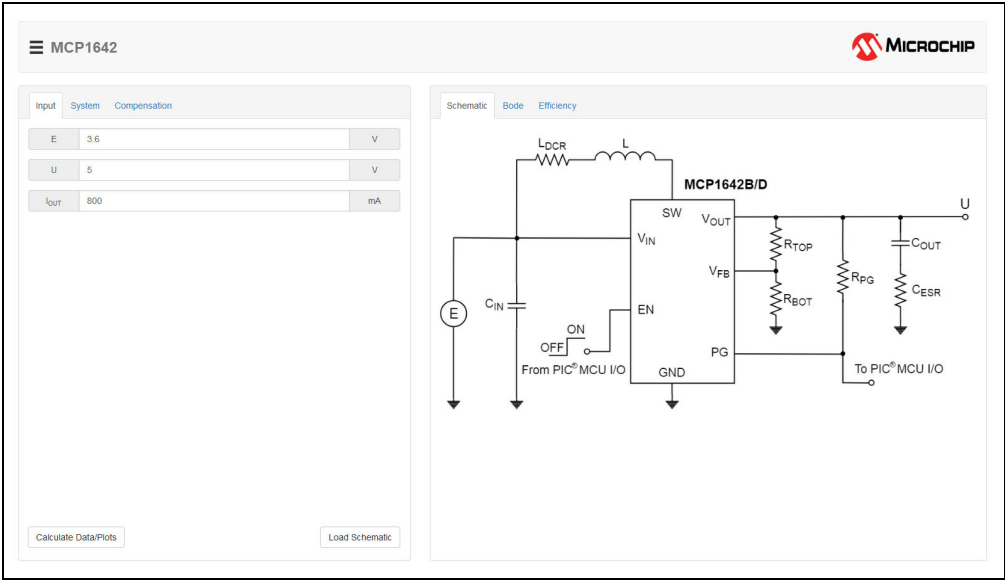 ☰ MCP1642
MICROCHIP
Input System Compensation
E 3.6 V
U 5 V
IOUT 800 mA
Calculate Data/Plots Load Schematic
Schematic Bode Efficiency
LDCR L
MCP1642B/D
SW VOUT U
VIN RTOP COUT
VFB RPG
CIN RBOT CESR
E EN
ON
OFF PG
From PIC® MCU I/O GND To PIC® MCU I/O